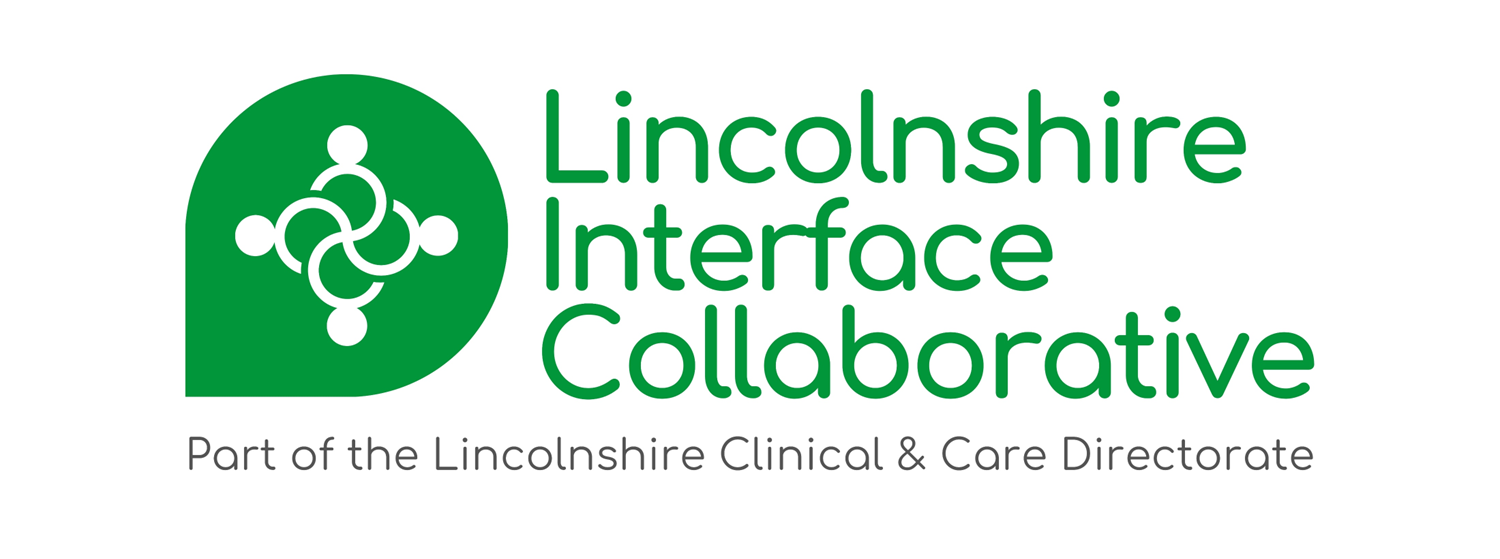 Lincolnshire
Interface
Collaborative
Part of the Lincolnshire Clinical & Care Directorate